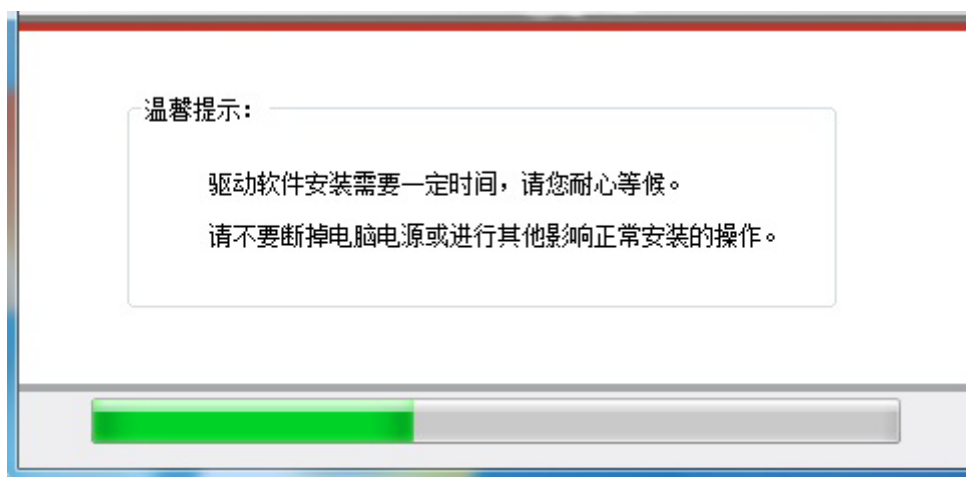 温馨提示：
驱动软件安装需要一定时间，请您耐心等候。
请不要断掉电脑电源或进行其他影响正常安装的操作。